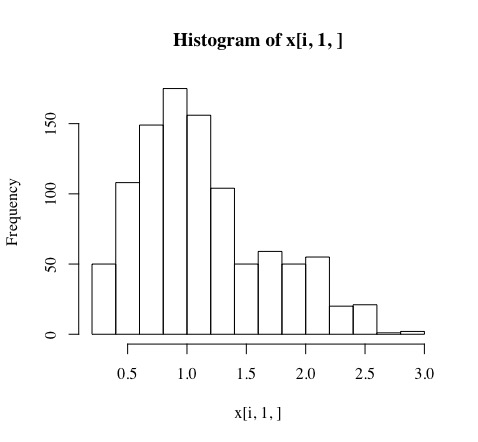 Histogram of x[i, 1, ]
Frequency
150
100
50
0
0.5 1.0 1.5 2.0 2.5 3.0
x[i, 1, ]